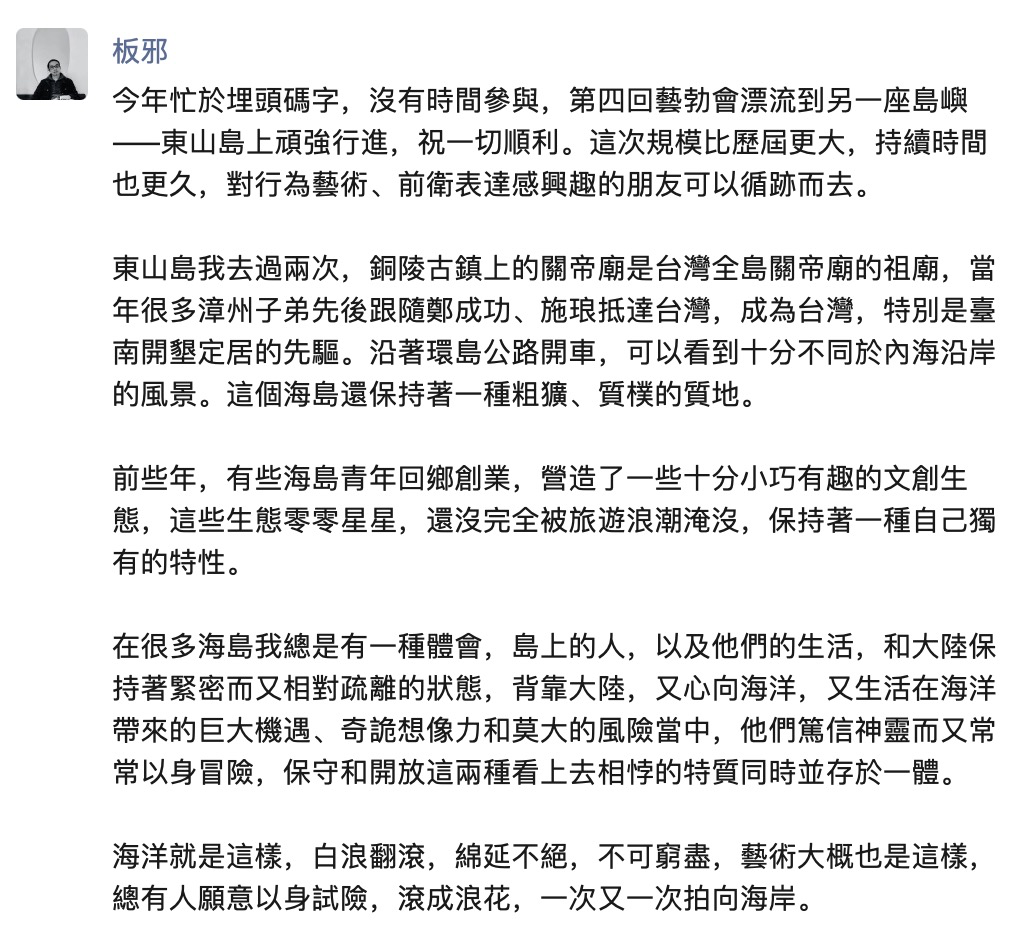 板邪
今年忙於埋頭碼字，沒有時間參與，第四回藝勃會漂流到另一座島嶼
——東山島上頑強行進，祝一切順利。這次規模比歷屆更大，持續時間
也更久，對行為藝術、前衛表達感興趣的朋友可以循跡而去。
東山島我去過兩次，銅陵古鎮上的關帝廟是台灣全島關帝廟的祖廟，當
年很多漳州子弟先後跟隨鄭成功、施琅抵達台灣，成為台灣，特別是臺
南開墾定居的先驅。沿著環島公路開車，可以看到十分不同於內海沿岸
的風景。這個海島還保持著一種粗獷、質樸的質地。
前些年，有些海島青年回鄉創業，營造了一些十分小巧有趣的文創生
態，這些生態零零星星，還沒完全被旅遊浪潮淹沒，保持著一種自己獨
有的特性。
在很多海島我總是有一種體會，島上的人，以及他們的生活，和大陸保
持著緊密而又相對疏離的狀態，背靠大陸，又心向海洋，又生活在海洋
帶來的巨大機遇、奇詭想像力和莫大的風險當中，他們篤信神靈而又常
常以身冒險，保守和開放這兩種看上去相悖的特質同時並存於一體。
海洋就是這樣，白浪翻滾，綿延不絕，不可窮盡，藝術大概也是這樣，
總有人願意以身試險，滾成浪花，一次又一次拍向海岸。